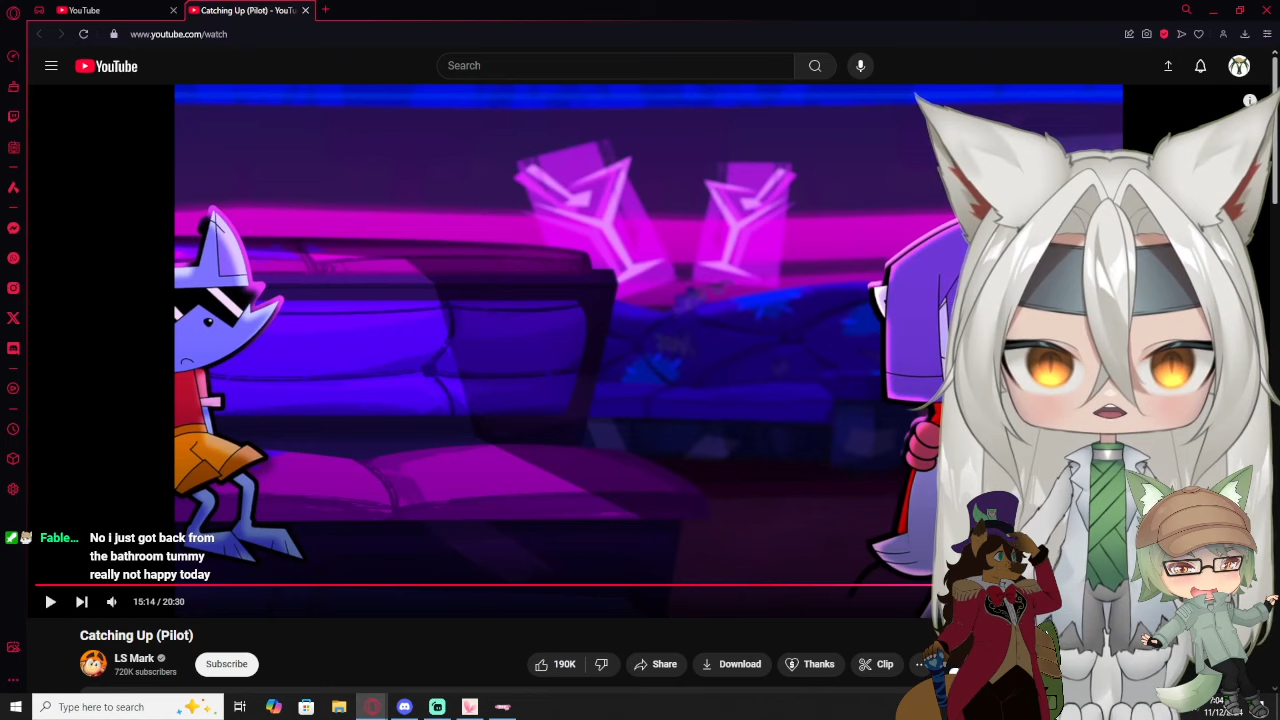 YouTube
Catching Up (Pilot) - YouTu
www.youtube.com/watch
YouTube
Search
Fable... No i just got back from
the bathroom tummy
really not happy today
15:14 / 20:30
Catching Up (Pilot)
LS Mark
720K subscribers
Subscribe
190K
Share
Download
Thanks
Clip
Type here to search